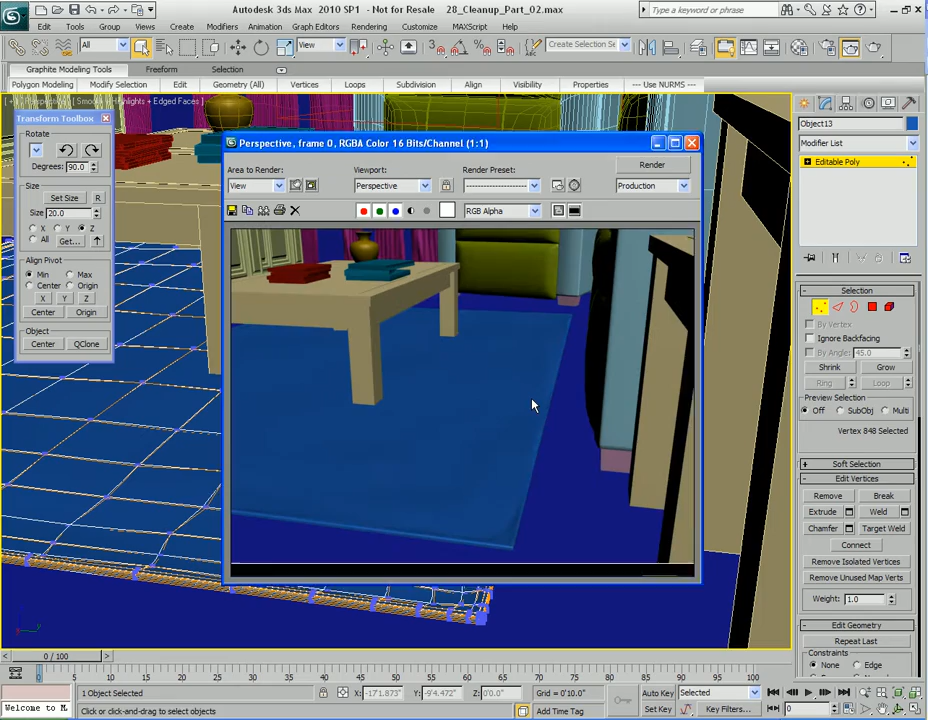 Autodesk 3ds Max 2010 SP1 - Not for Resale 28_Cleanup_Part_02.max
Type a keyword or phrase
Edit Tools Group Views Create Modifiers Animation Graph Editors Rendering Customize MAXScript Help
All View Create Selection Se
Graphite Modeling Tools Freeform Selection
Polygon Modeling Modify Selection Edit Geometry (All) Vertices Loops Subdivision Align Visibility Properties --- Use NURMS ---
Transform Toolbox
Rotate
Degrees: 90.0
Size
Set Size R
Size 20.0
X Y Z
All Get...
Align Pivot
Min Max
Center Origin
X Y Z
Center Origin
Object
Center QClone
Perspective, frame 0, RGBA Color 16 Bits/Channel (1:1)
Area to Render: Viewport: Render Preset: Render
View Perspective Production
RGB Alpha
Object13
Modifier List
Editable Poly
Selection
By Vertex
Ignore Backfacing
By Angle: 45.0
Shrink Grow
Ring Loop
Preview Selection
Off SubObj Multi
Vertex 848 Selected
Soft Selection
Edit Vertices
Remove Break
Extrude Weld
Chamfer Target Weld
Connect
Remove Isolated Vertices
Remove Unused Map Verts
Weight: 1.0
Edit Geometry
Repeat Last
Constraints
None Edge
0 / 100
0 5 10 15 20 25 30 35 40 45 50 55 60 65 70 75 80 85 90 95 100
1 Object Selected X: -17'1.873" Y: -9'4.472" Z: 0'0.0" Grid = 0'10.0" Auto Key Selected
Welcome to M Click or click-and-drag to select objects Add Time Tag Set Key Key Filters... 0